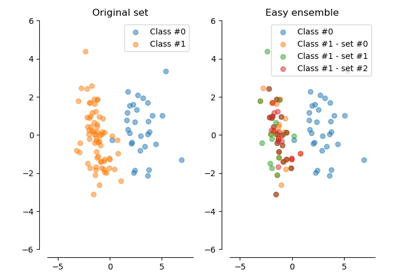 Original set
Class #0
Class #1
6
4
2
0
−2
−4
−6
−5
0
5
Easy ensemble
Class #0
Class #1 - set #0
Class #1 - set #1
Class #1 - set #2
6
4
2
0
−2
−4
−6
−5
0
5